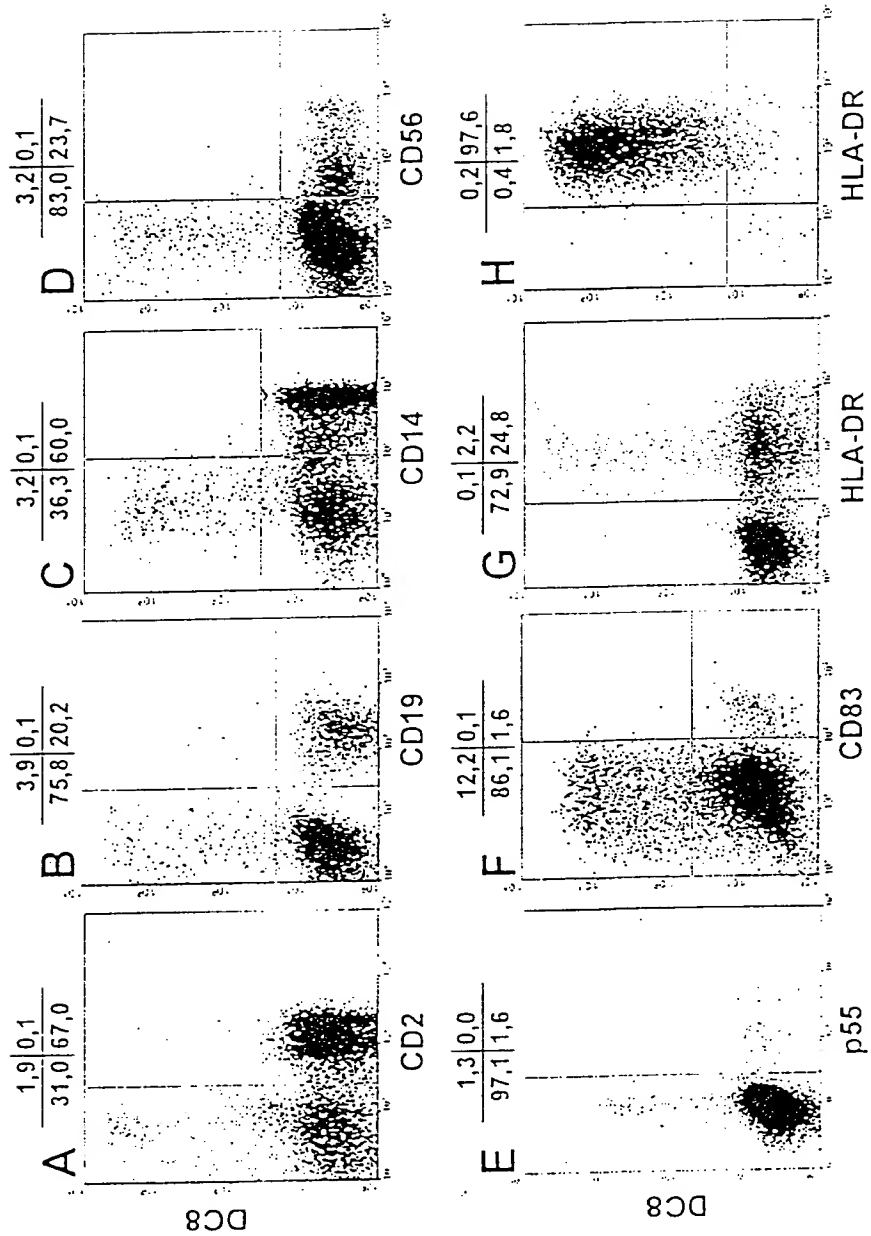 A
1,9 | 0,1
31,0 | 67,0
DC8
CD2
B
3,9 | 0,1
75,8 | 20,2
CD19
C
3,2 | 0,1
36,3 | 60,0
CD14
D
3,2 | 0,1
83,0 | 23,7
CD56
E
1,3 | 0,0
97,1 | 1,6
DC8
p55
F
12,2 | 0,1
86,1 | 1,6
CD83
G
0,1 | 2,2
72,9 | 24,8
HLA-DR
H
0,2 | 97,6
0,4 | 1,8
HLA-DR